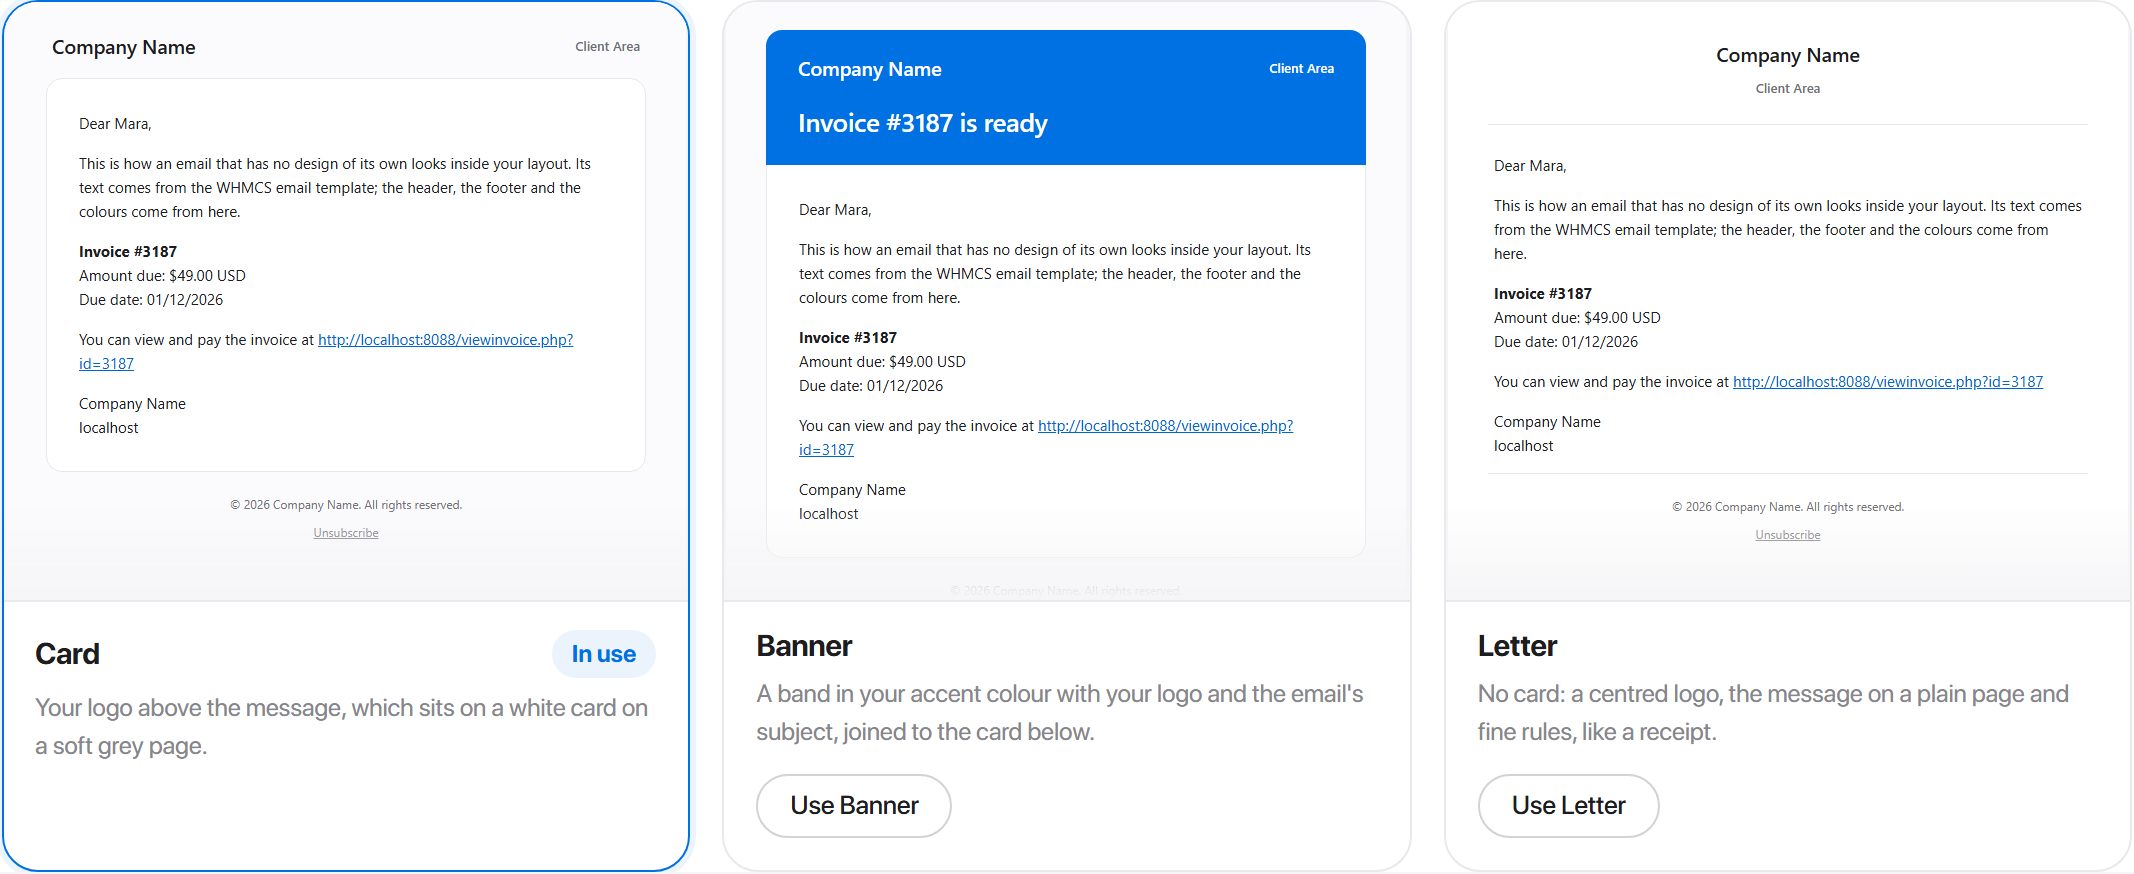 Company Name
Client Area
Dear Mara,
This is how an email that has no design of its own looks inside your layout. Its
text comes from the WHMCS email template; the header, the footer and the
colours come from here.
Invoice #3187
Amount due: $49.00 USD
Due date: 01/12/2026
You can view and pay the invoice at http://localhost:8088/viewinvoice.php?
id=3187
Company Name
localhost
© 2026 Company Name. All rights reserved.
Unsubscribe
Card
In use
Your logo above the message, which sits on a white card on
a soft grey page.
Company Name
Client Area
Invoice #3187 is ready
Dear Mara,
This is how an email that has no design of its own looks inside your layout. Its
text comes from the WHMCS email template; the header, the footer and the
colours come from here.
Invoice #3187
Amount due: $49.00 USD
Due date: 01/12/2026
You can view and pay the invoice at http://localhost:8088/viewinvoice.php?
id=3187
Company Name
localhost
© 2026 Company Name. All rights reserved.
Banner
A band in your accent colour with your logo and the email's
subject, joined to the card below.
Use Banner
Company Name
Client Area
Dear Mara,
This is how an email that has no design of its own looks inside your layout. Its text comes
from the WHMCS email template; the header, the footer and the colours come from
here.
Invoice #3187
Amount due: $49.00 USD
Due date: 01/12/2026
You can view and pay the invoice at http://localhost:8088/viewinvoice.php?id=3187
Company Name
localhost
© 2026 Company Name. All rights reserved.
Unsubscribe
Letter
No card: a centred logo, the message on a plain page and
fine rules, like a receipt.
Use Letter